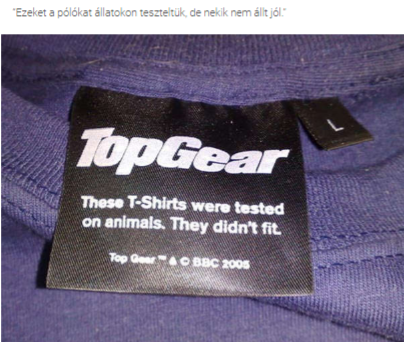 "Ezeket a pólókat állatokon teszteltük, de nekik nem állt jól."
L
TopGear
These T-Shirts were tested
on animals. They didn't fit.
Top Gear ™ & © BBC 2005